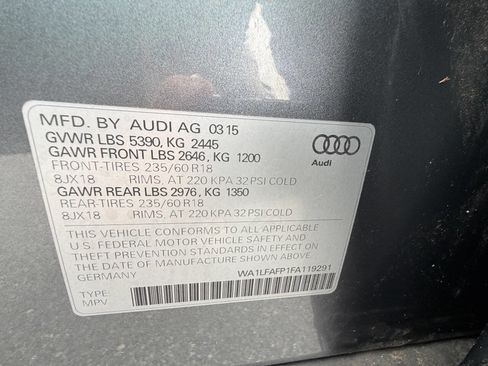 MFD. BY AUDI AG 03 15
GVWR LBS 5390, KG 2445
GAWR FRONT LBS 2646, KG 1200
FRONT-TIRES 235/60 R18
8JX18 RIMS, AT 220 KPA 32 PSI COLD
GAWR REAR LBS 2976, KG 1350
REAR-TIRES 235/60 R18
8JX18 RIMS, AT 220 KPA 32 PSI COLD
THIS VEHICLE CONFORMS TO ALL APPLICABLE
U.S. FEDERAL MOTOR VEHICLE SAFETY AND
THEFT PREVENTION STANDARDS IN EFFECT ON
THE DATE OF MANUFACTURE SHOWN ABOVE.
GERMANY
WA1LFAFP1FA119291
TYPE:
MPV
Audi